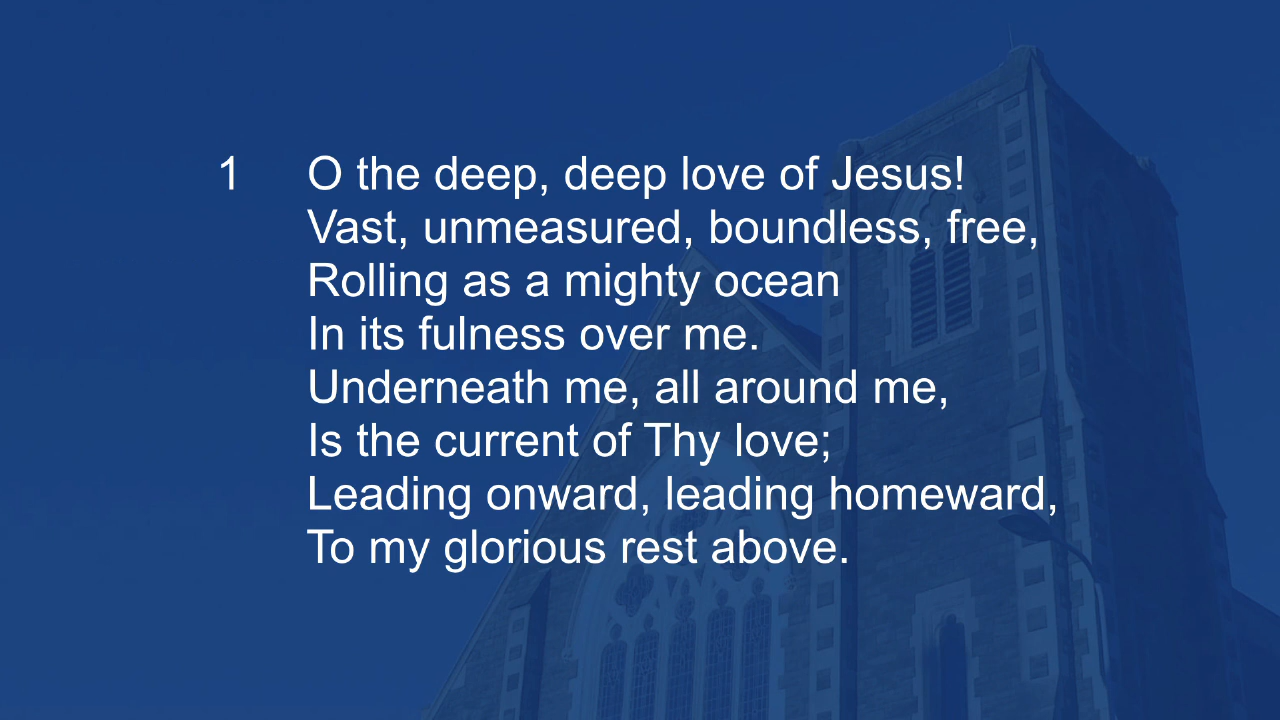 1 O the deep, deep love of Jesus!
Vast, unmeasured, boundless, free,
Rolling as a mighty ocean
In its fulness over me.
Underneath me, all around me,
Is the current of Thy love;
Leading onward, leading homeward,
To my glorious rest above.